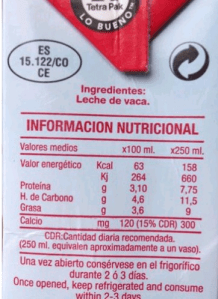 Tetra Pak
LO BUENO
ES
15.122/CO
CE
Ingredientes:
Leche de vaca.
INFORMACION NUTRICIONAL
Valores medios x100 ml. x250 ml.
Valor energético Kcal 63 158
Kj 264 660
Proteína g 3,10 7,75
H. de Carbono g 4,6 11,5
Grasa g 3,6 9
Calcio mg 120 (15% CDR) 300
CDR:Cantidad diaria recomendada.
(250 ml. equivalen aproximadamente a un vaso).
Una vez abierto consérvese en el frigorífico
durante 2 ó 3 días.
Once opened, keep refrigerated and consume
within 2-3 days